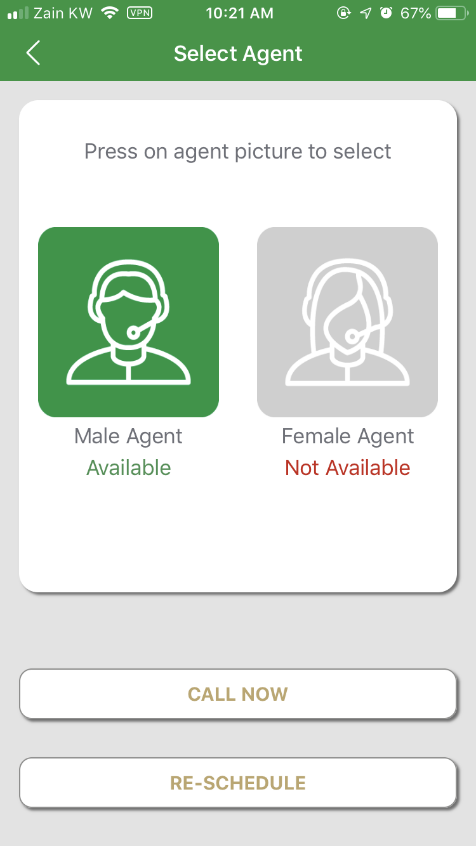 Zain KW VPN 10:21 AM 67%
Select Agent
Press on agent picture to select
Male Agent
Available
Female Agent
Not Available
CALL NOW
RE-SCHEDULE